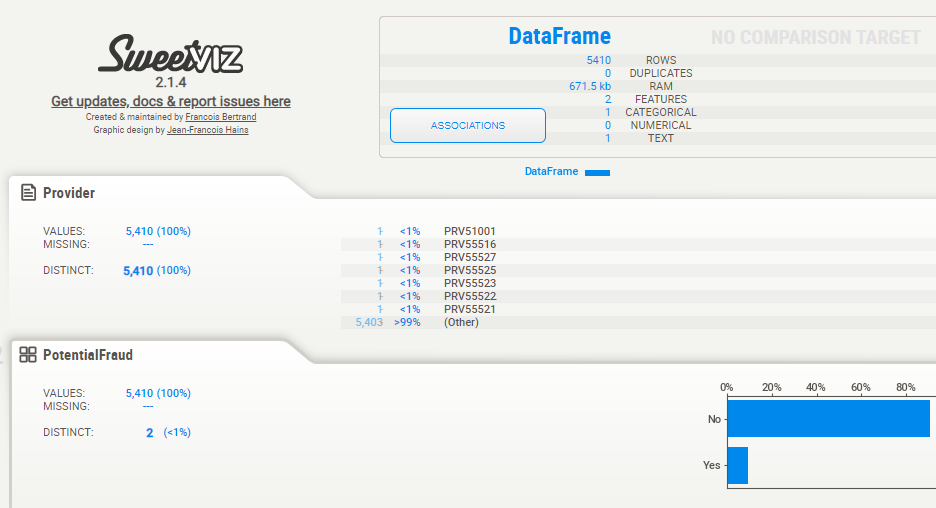 SweetVIZ
2.1.4
Get updates, docs & report issues here
Created & maintained by Francois Bertrand
Graphic design by Jean-Francois Hains
DataFrame NO COMPARISON TARGET
5410 ROWS
0 DUPLICATES
671.5 kb RAM
2 FEATURES
1 CATEGORICAL
0 NUMERICAL
1 TEXT
ASSOCIATIONS
DataFrame
Provider
VALUES: 5,410 (100%)
MISSING: ---
DISTINCT: 5,410 (100%)
1 <1% PRV51001
1 <1% PRV55516
1 <1% PRV55527
1 <1% PRV55525
1 <1% PRV55523
1 <1% PRV55522
1 <1% PRV55521
5,403 >99% (Other)
2
PotentialFraud
VALUES: 5,410 (100%)
MISSING: ---
DISTINCT: 2 (<1%)
0% 20% 40% 60% 80%
No
Yes